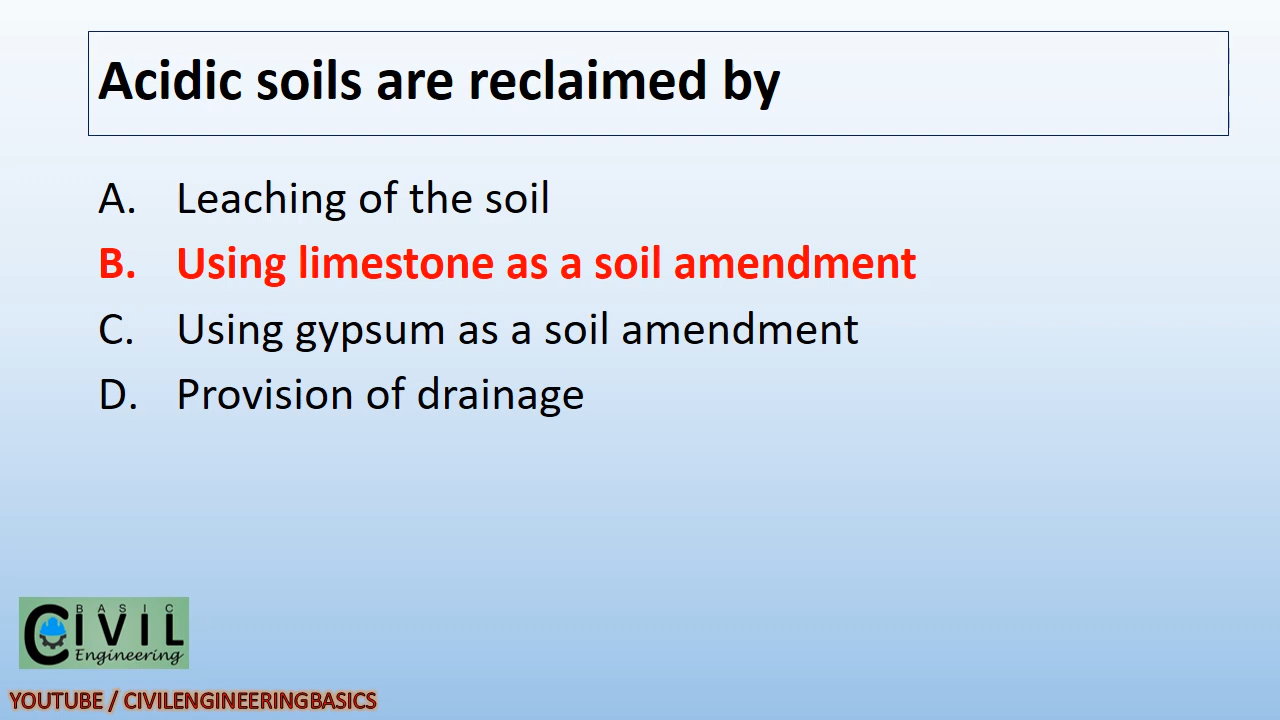 Acidic soils are reclaimed by
A. Leaching of the soil
B. Using limestone as a soil amendment
C. Using gypsum as a soil amendment
D. Provision of drainage
BASIC
CIVIL
Engineering
YOUTUBE / CIVILENGINEERINGBASICS